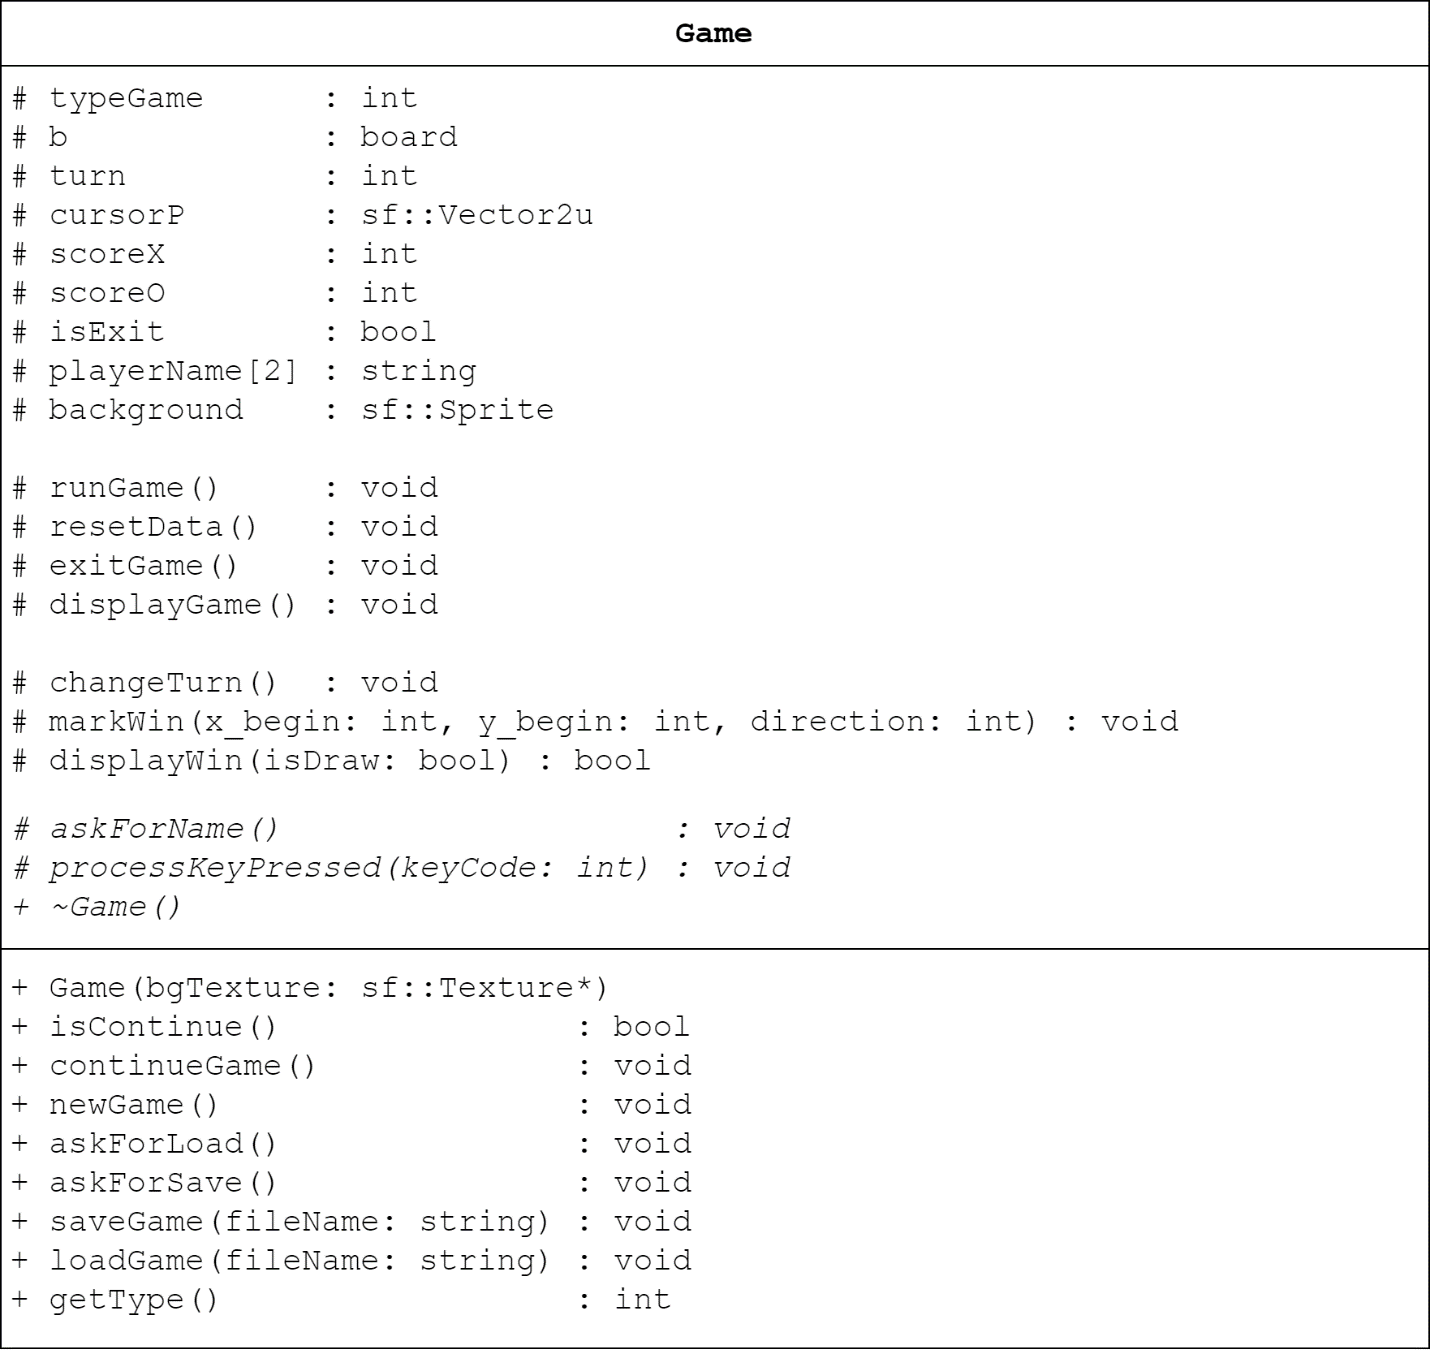 Game
# typeGame : int
# b : board
# turn : int
# cursorP : sf::Vector2u
# scoreX : int
# scoreO : int
# isExit : bool
# playerName[2] : string
# background : sf::Sprite
# runGame() : void
# resetData() : void
# exitGame() : void
# displayGame() : void
# changeTurn() : void
# markWin(x_begin: int, y_begin: int, direction: int) : void
# displayWin(isDraw: bool) : bool
# askForName() : void
# processKeyPressed(keyCode: int) : void
+ ~Game()
+ Game(bgTexture: sf::Texture*)
+ isContinue() : bool
+ continueGame() : void
+ newGame() : void
+ askForLoad() : void
+ askForSave() : void
+ saveGame(fileName: string) : void
+ loadGame(fileName: string) : void
+ getType() : int